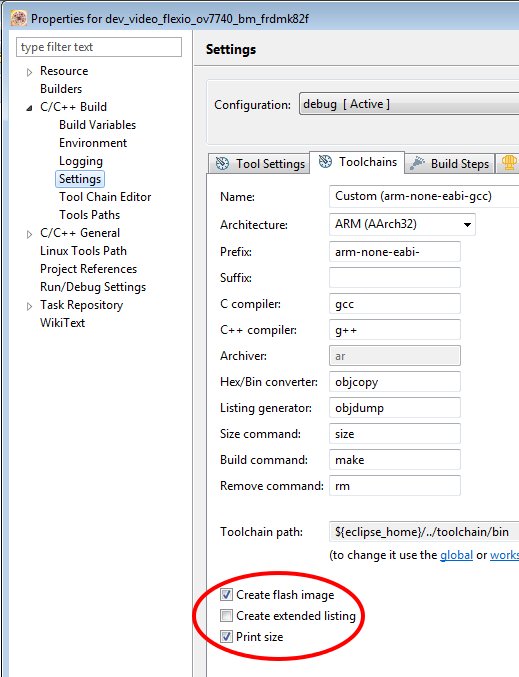 Properties for dev_video_flexio_ov7740_bm_frdmk82f
type filter text
Resource
Builders
C/C++ Build
Build Variables
Environment
Logging
Settings
Tool Chain Editor
Tools Paths
C/C++ General
Linux Tools Path
Project References
Run/Debug Settings
Task Repository
WikiText
Settings
Configuration: debug [ Active ]
Tool Settings Toolchains Build Steps
Name: Custom (arm-none-eabi-gcc)
Architecture: ARM (AArch32)
Prefix: arm-none-eabi-
Suffix:
C compiler: gcc
C++ compiler: g++
Archiver: ar
Hex/Bin converter: objcopy
Listing generator: objdump
Size command: size
Build command: make
Remove command: rm
Toolchain path: ${eclipse_home}/../toolchain/bin
(to change it use the global or works
Create flash image
Create extended listing
Print size